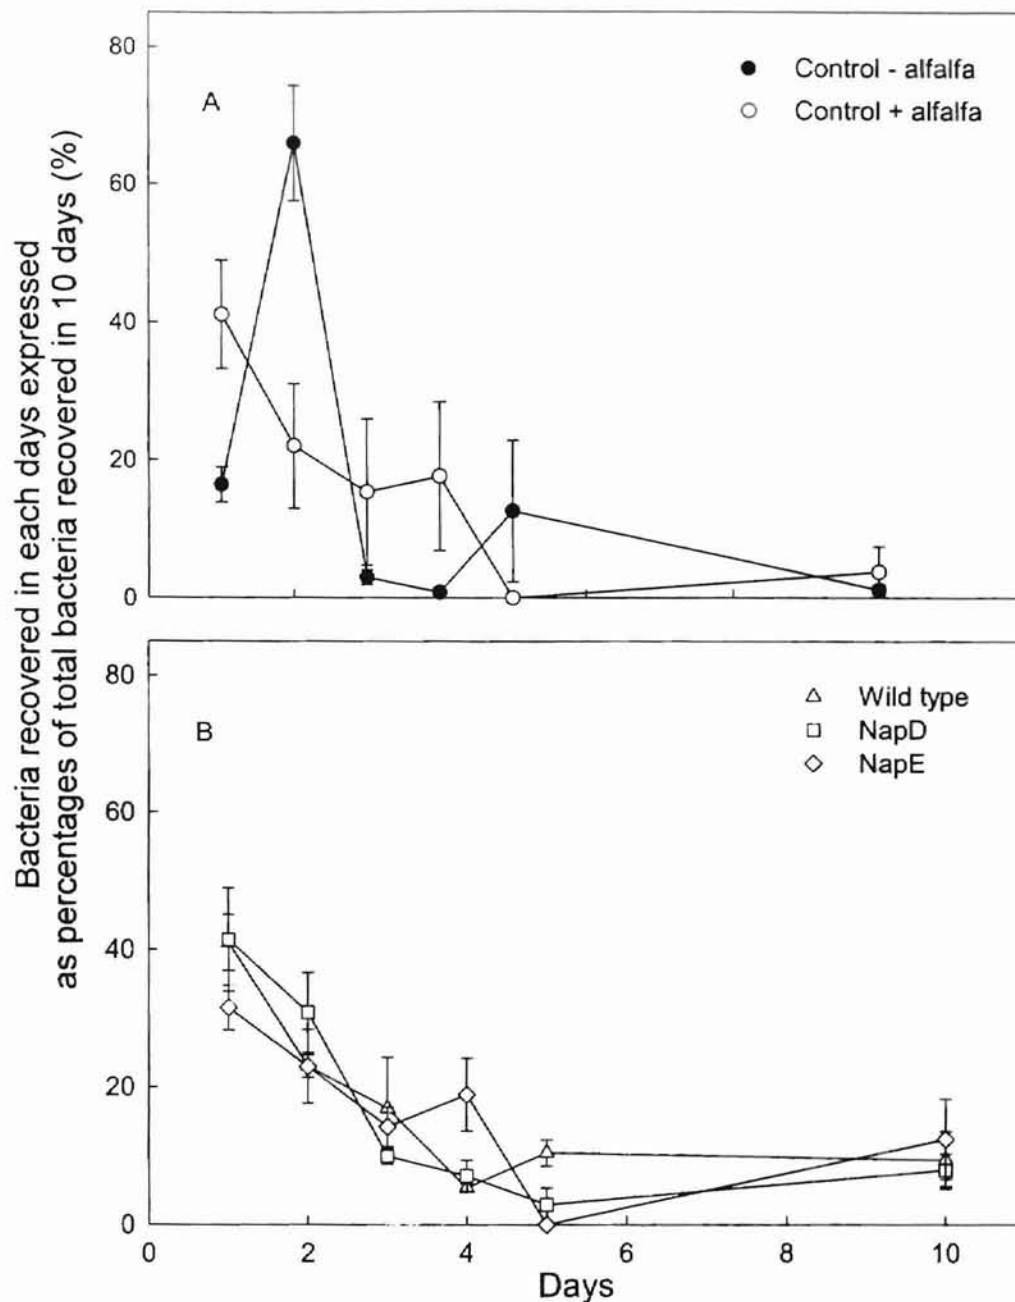 Bacteria recovered in each days expressed
as percentages of total bacteria recovered in 10 days (%)
80
60
40
20
0
A
Control - alfalfa
Control + alfalfa
80
60
40
20
0
B
Wild type
NapD
NapE
0 2 4 6 8 10
Days